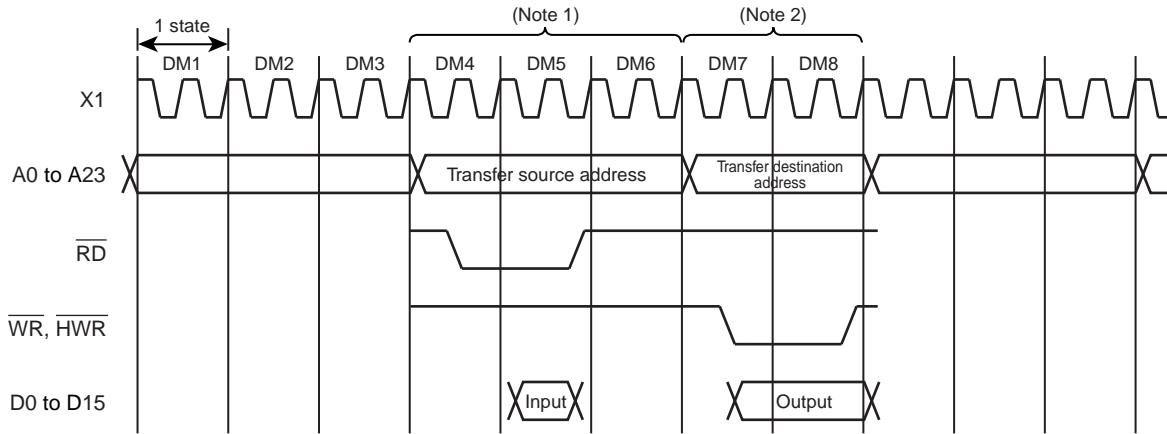 1 state
(Note 1)
(Note 2)
DM1 DM2 DM3 DM4 DM5 DM6 DM7 DM8
X1
A0 to A23
Transfer source address
Transfer destination
address
RD
WR, HWR
D0 to D15
Input
Output